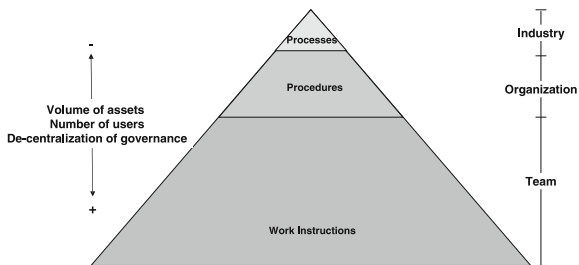 Processes
Industry
-
Procedures
Organization
Volume of assets
Number of users
De-centralization of governance
Team
+
Work Instructions